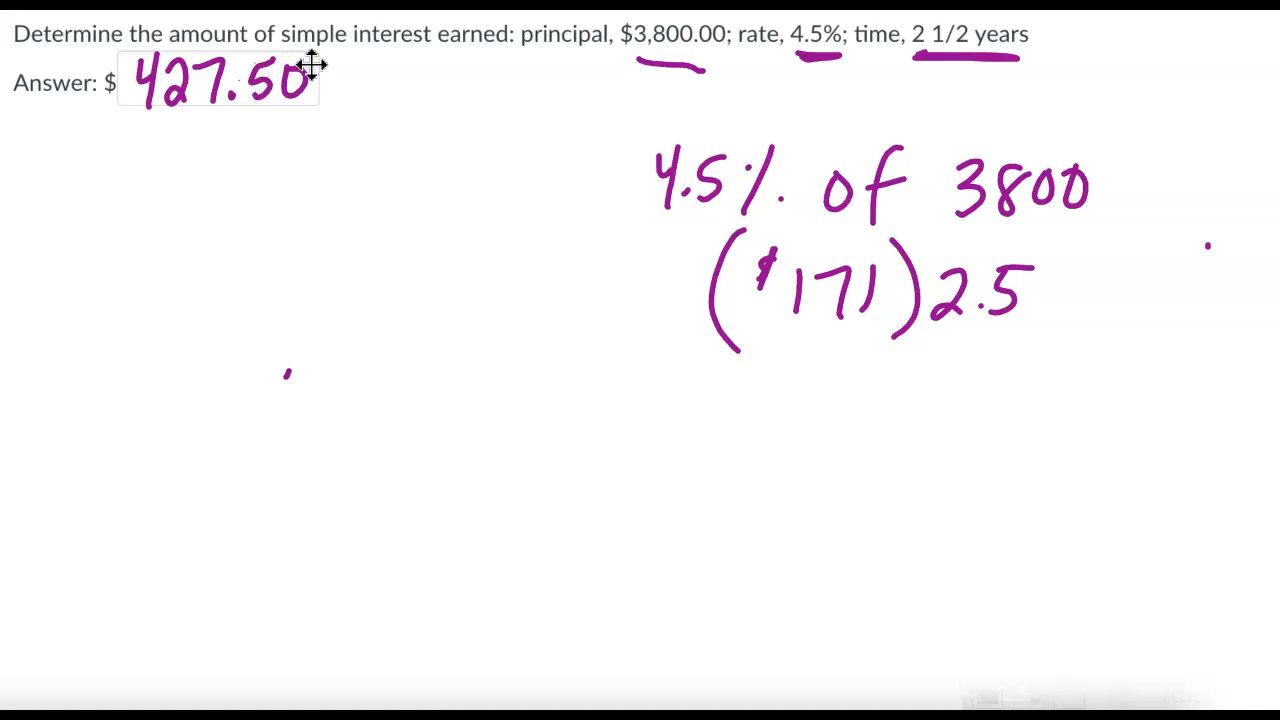 Determine the amount of simple interest earned: principal, $3,800.00; rate, 4.5%; time, 2 1/2 years
Answer: $ 427.50
4.5% of 3800
($171)2.5